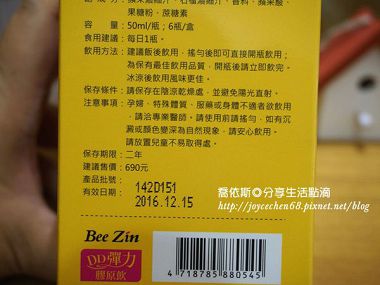 果糖粉、蔗糖素
容 量：50ml/瓶；6瓶/盒
食用建議：每日1瓶。
飲用方法：建議飯後飲用，搖勻後即可直接開瓶飲用；
為保有最佳飲用品質，開瓶後請立即飲完。
冰涼後飲用風味更佳。
保存條件：請保存在陰涼乾燥處，並避免陽光直射。
注意事項：孕婦、特殊體質、服藥或身體不適者欲飲用
，請洽專業醫師。請使用前請搖勻，如有沉
澱或顏色變深為自然現象，請安心飲用。
請放置兒童不易取得處。
保存期限：二年
建議售價：690元
產品批號：
有效日期：
142D151
2016.12.15
喬依斯◎分享生活點滴
http://joycechen68.pixnet.net/blog
Bee Zin
DD彈力
膠原飲
4 718785 880545